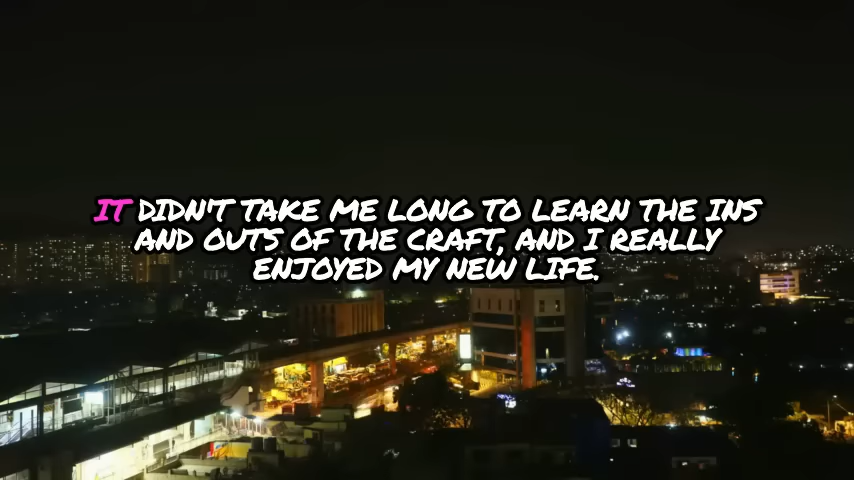 IT DIDN'T TAKE ME LONG TO LEARN THE INS
AND OUTS OF THE CRAFT, AND I REALLY
ENJOYED MY NEW LIFE.